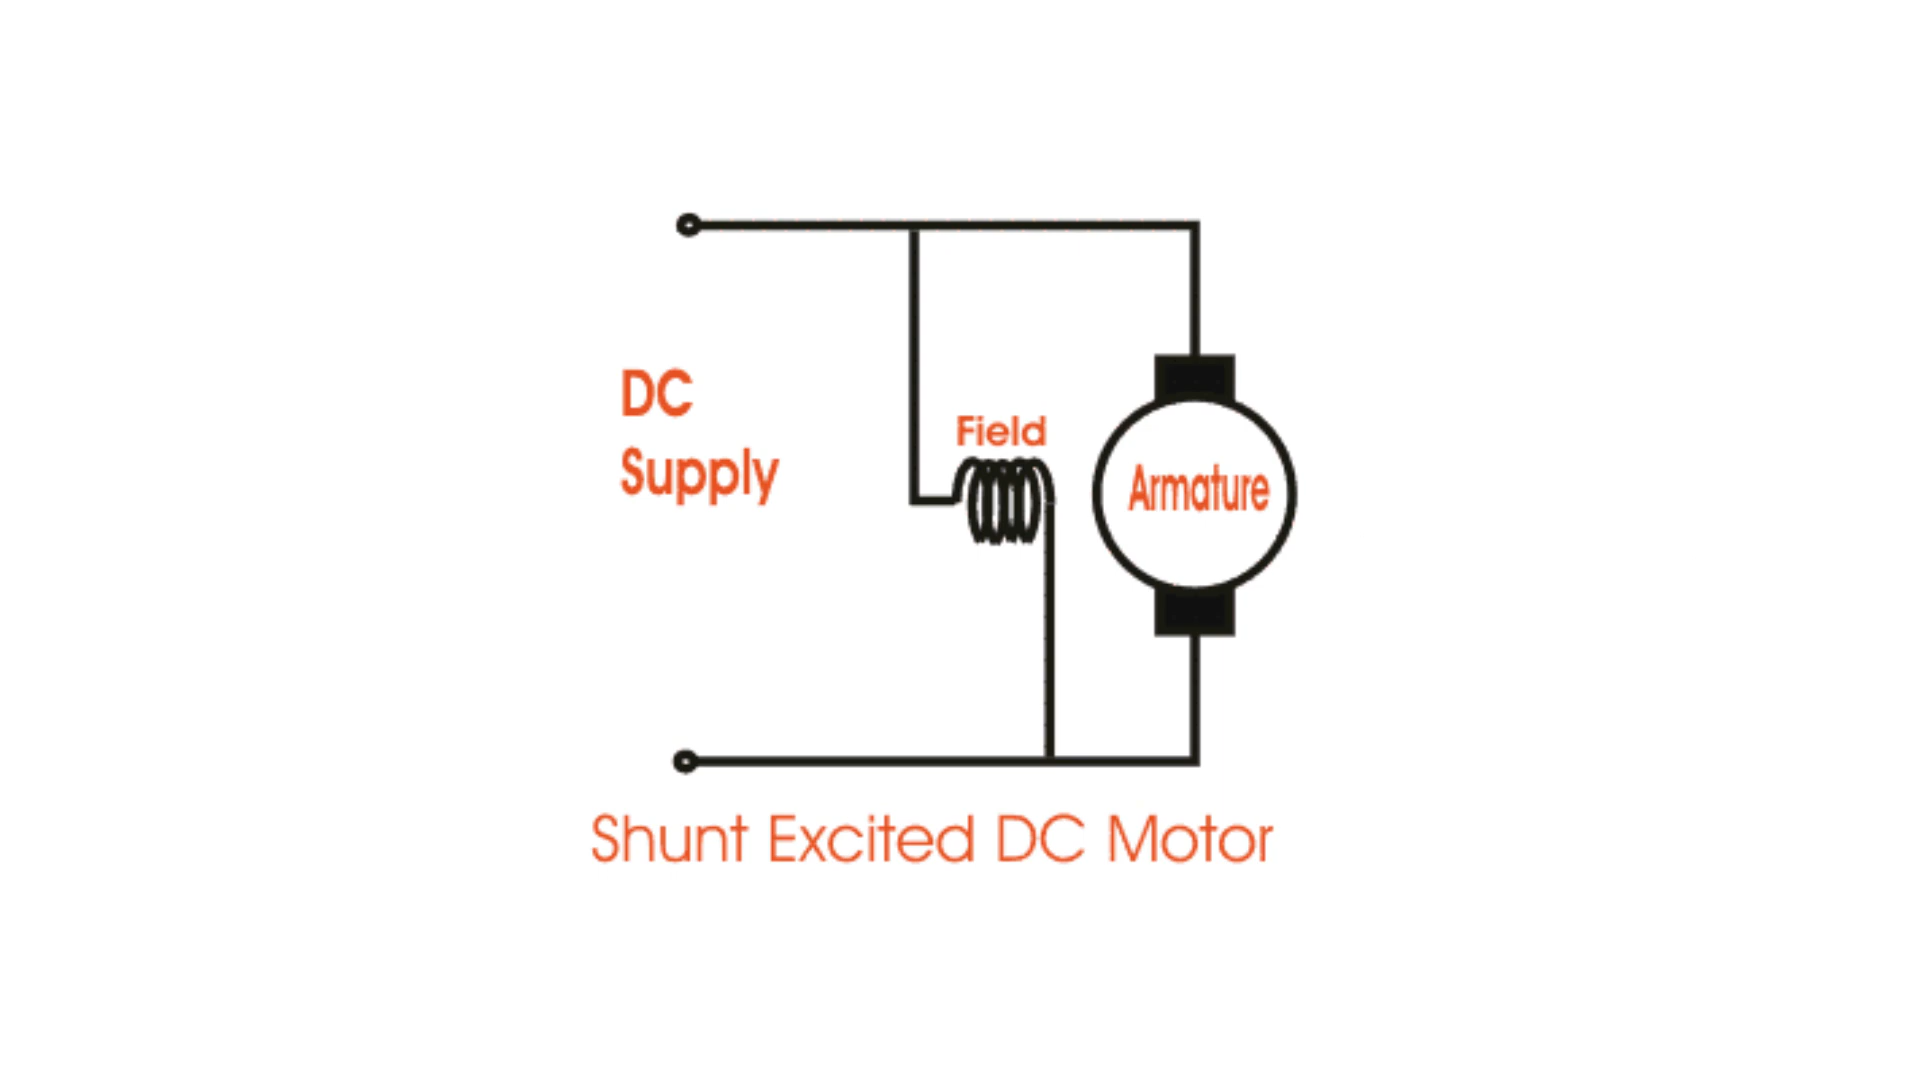 DC
Supply
Field
Armature
Shunt Excited DC Motor